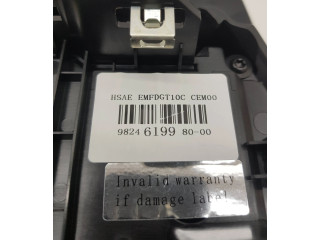 HSAE EMFDGT10C CEM00
9824 6199 80-00
Invalid warranty
if damage label